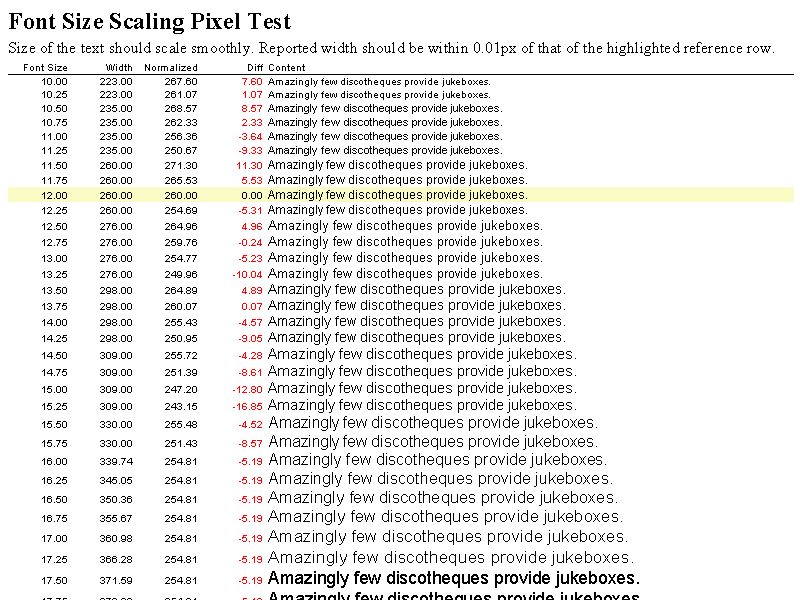 Font Size Scaling Pixel Test
Size of the text should scale smoothly. Reported width should be within 0.01px of that of the highlighted reference row.
Font Size Width Normalized Diff Content
10.00 223.00 267.60 7.60 Amazingly few discotheques provide jukeboxes.
10.25 223.00 261.07 1.07 Amazingly few discotheques provide jukeboxes.
10.50 235.00 268.57 8.57 Amazingly few discotheques provide jukeboxes.
10.75 235.00 262.33 2.33 Amazingly few discotheques provide jukeboxes.
11.00 235.00 256.36 -3.64 Amazingly few discotheques provide jukeboxes.
11.25 235.00 250.67 -9.33 Amazingly few discotheques provide jukeboxes.
11.50 260.00 271.30 11.30 Amazingly few discotheques provide jukeboxes.
11.75 260.00 265.53 5.53 Amazingly few discotheques provide jukeboxes.
12.00 260.00 260.00 0.00 Amazingly few discotheques provide jukeboxes.
12.25 260.00 254.69 -5.31 Amazingly few discotheques provide jukeboxes.
12.50 276.00 264.96 4.96 Amazingly few discotheques provide jukeboxes.
12.75 276.00 259.76 -0.24 Amazingly few discotheques provide jukeboxes.
13.00 276.00 254.77 -5.23 Amazingly few discotheques provide jukeboxes.
13.25 276.00 249.96 -10.04 Amazingly few discotheques provide jukeboxes.
13.50 298.00 264.89 4.89 Amazingly few discotheques provide jukeboxes.
13.75 298.00 260.07 0.07 Amazingly few discotheques provide jukeboxes.
14.00 298.00 255.43 -4.57 Amazingly few discotheques provide jukeboxes.
14.25 298.00 250.95 -9.05 Amazingly few discotheques provide jukeboxes.
14.50 309.00 255.72 -4.28 Amazingly few discotheques provide jukeboxes.
14.75 309.00 251.39 -8.61 Amazingly few discotheques provide jukeboxes.
15.00 309.00 247.20 -12.80 Amazingly few discotheques provide jukeboxes.
15.25 309.00 243.15 -16.85 Amazingly few discotheques provide jukeboxes.
15.50 330.00 255.48 -4.52 Amazingly few discotheques provide jukeboxes.
15.75 330.00 251.43 -8.57 Amazingly few discotheques provide jukeboxes.
16.00 339.74 254.81 -5.19 Amazingly few discotheques provide jukeboxes.
16.25 345.05 254.81 -5.19 Amazingly few discotheques provide jukeboxes.
16.50 350.36 254.81 -5.19 Amazingly few discotheques provide jukeboxes.
16.75 355.67 254.81 -5.19 Amazingly few discotheques provide jukeboxes.
17.00 360.98 254.81 -5.19 Amazingly few discotheques provide jukeboxes.
17.25 366.28 254.81 -5.19 Amazingly few discotheques provide jukeboxes.
17.50 371.59 254.81 -5.19 Amazingly few discotheques provide jukeboxes.
Amazingly few discotheques provide jukeboxes.